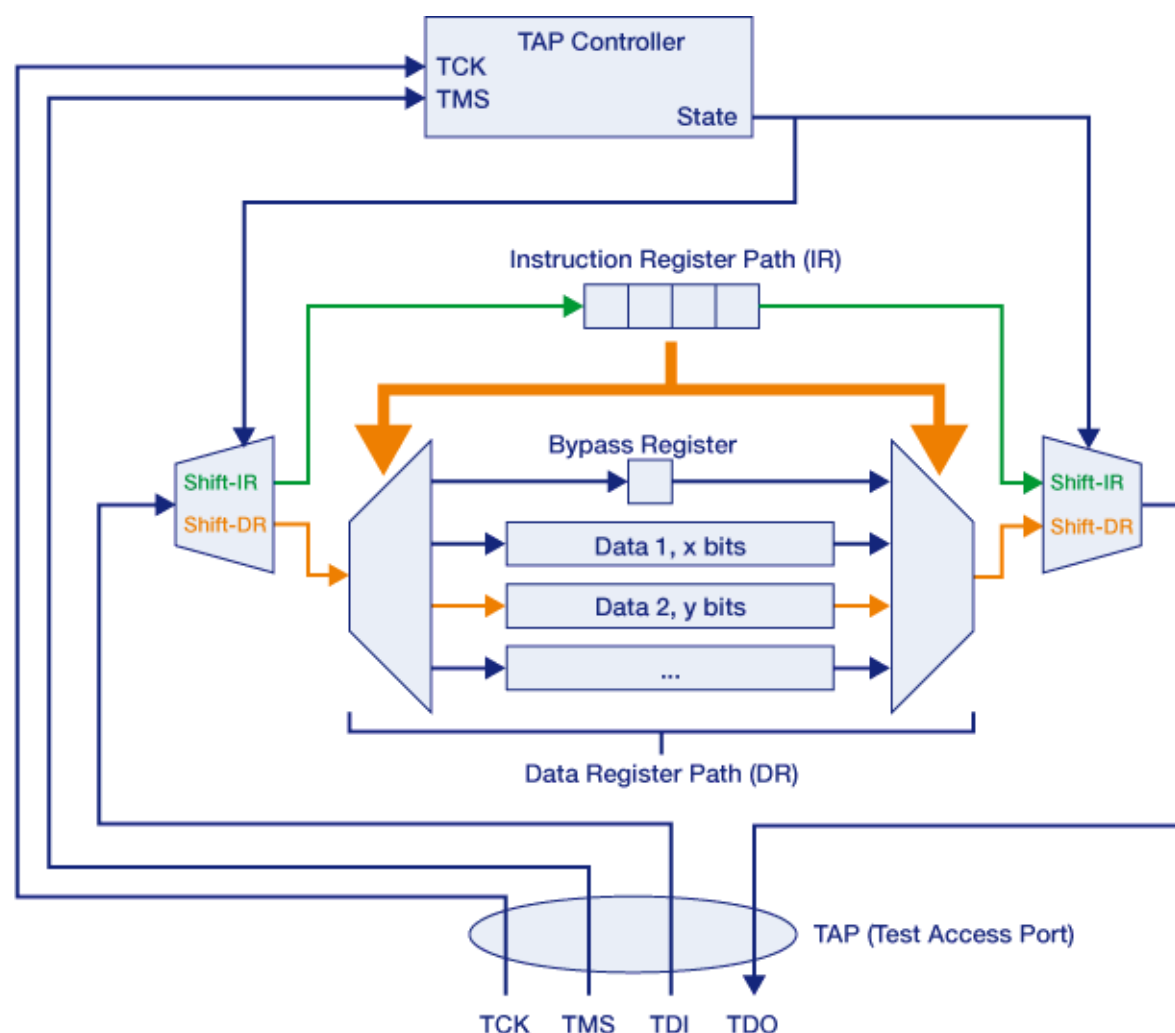 TAP Controller
TCK
TMS
State
Instruction Register Path (IR)
Bypass Register
Shift-IR
Shift-DR
Shift-IR
Shift-DR
Data 1, x bits
Data 2, y bits
...
Data Register Path (DR)
TAP (Test Access Port)
TCK TMS TDI TDO